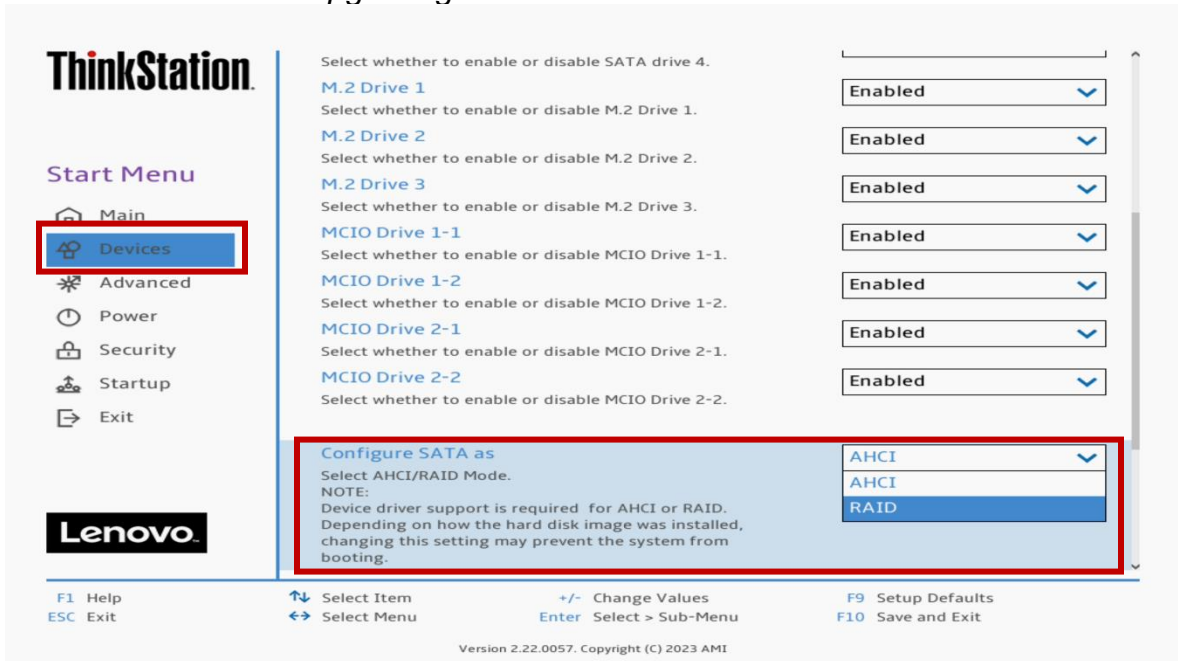 ThinkStation
Start Menu
Main
Devices
Advanced
Power
Security
Startup
Exit
Lenovo
Select whether to enable or disable SATA drive 4.
M.2 Drive 1
Enabled
Select whether to enable or disable M.2 Drive 1.
M.2 Drive 2
Enabled
Select whether to enable or disable M.2 Drive 2.
M.2 Drive 3
Enabled
Select whether to enable or disable M.2 Drive 3.
MCIO Drive 1-1
Enabled
Select whether to enable or disable MCIO Drive 1-1.
MCIO Drive 1-2
Enabled
Select whether to enable or disable MCIO Drive 1-2.
MCIO Drive 2-1
Enabled
Select whether to enable or disable MCIO Drive 2-1.
MCIO Drive 2-2
Enabled
Select whether to enable or disable MCIO Drive 2-2.
Configure SATA as
AHCI
Select AHCI/RAID Mode.
AHCI
NOTE:
Device driver support is required for AHCI or RAID.
RAID
Depending on how the hard disk image was installed,
changing this setting may prevent the system from
booting.
F1 Help
Select Item
+/- Change Values
F9 Setup Defaults
ESC Exit
Select Menu
Enter Select > Sub-Menu
F10 Save and Exit
Version 2.22.0057. Copyright (C) 2023 AMI